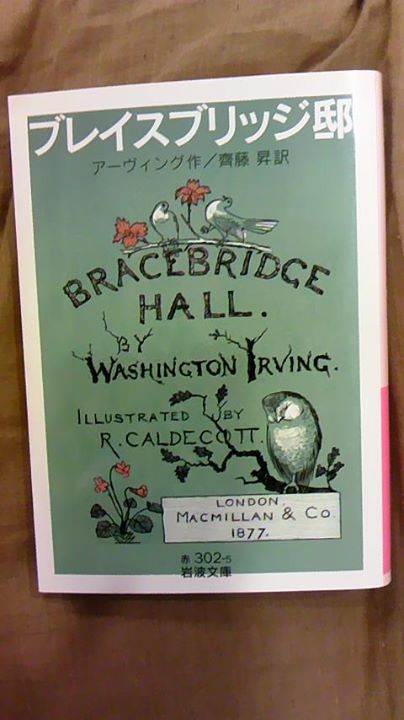 ブレイスブリッジ邸
アーヴィング作/齊藤 昇訳
BRACEBRIDGE
HALL.
BY
WASHINGTON IRVING.
ILLUSTRATED BY
R. CALDECOTT.
LONDON.
MACMILLAN & Co
1877.
赤 302-5
岩波文庫